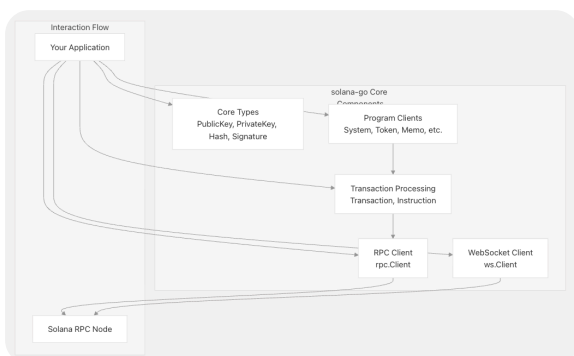 Interaction Flow
Your Application
solana-go Core
Components
Core Types
PublicKey, PrivateKey,
Hash, Signature
Program Clients
System, Token, Memo, etc.
Transaction Processing
Transaction, Instruction
RPC Client
rpc.Client
WebSocket Client
ws.Client
Solana RPC Node